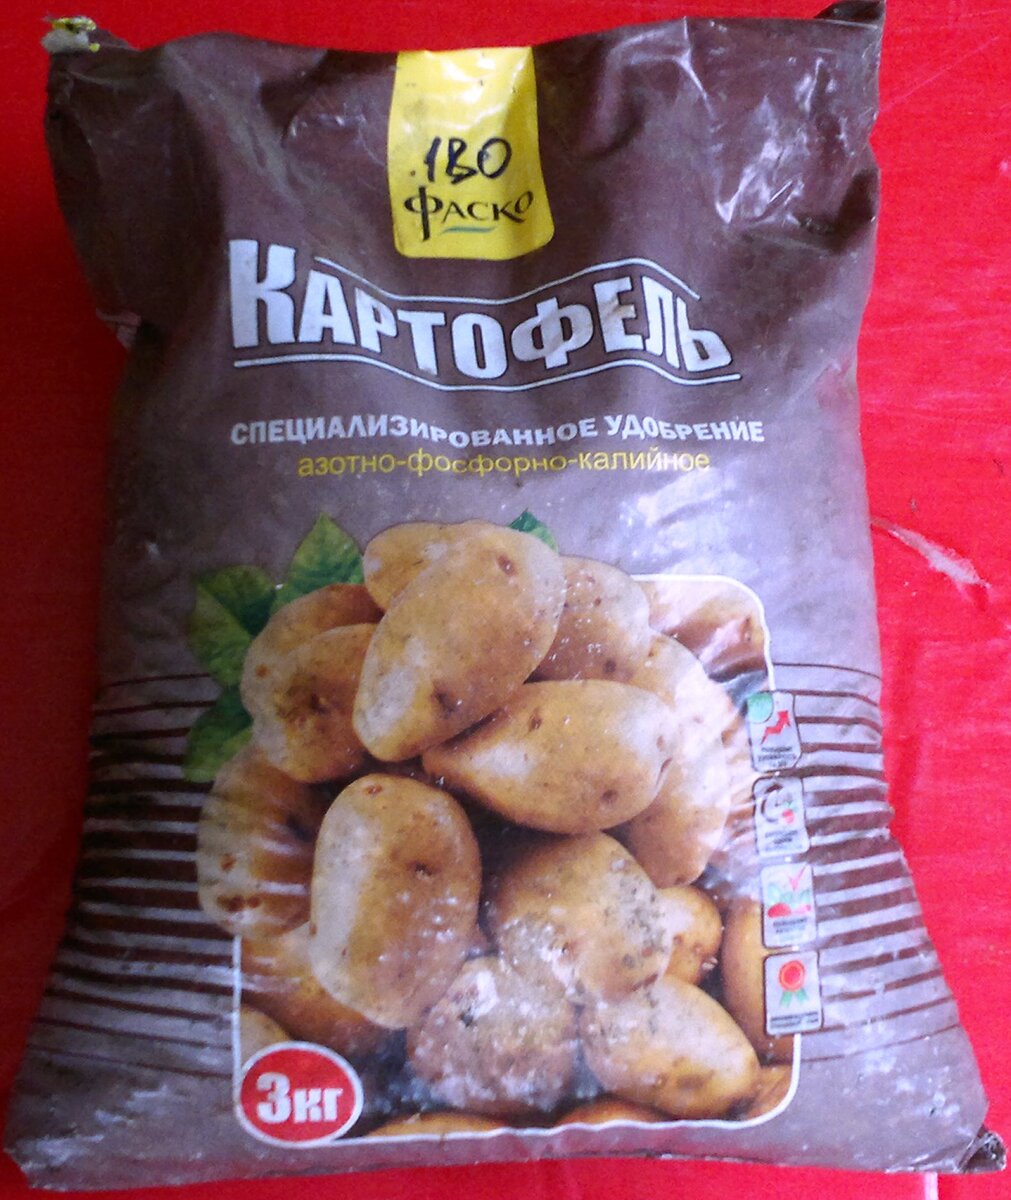 180
ФАСКО
КАРТОФЕЛЬ
СПЕЦИАЛИЗИРОВАННОЕ УДОБРЕНИЕ
азотно-фосфорно-калийное
3кг